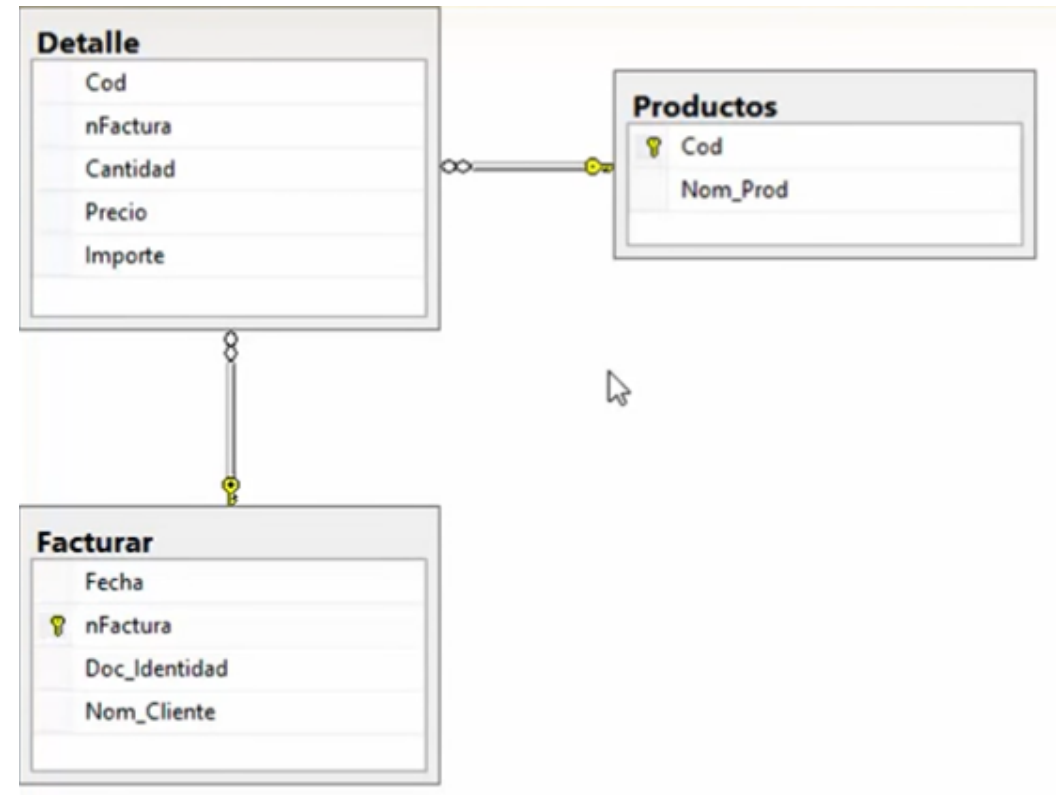 Detalle
Cod
nFactura
Cantidad
Precio
Importe
Productos
Cod
Nom_Prod
Facturar
Fecha
nFactura
Doc_Identidad
Nom_Cliente